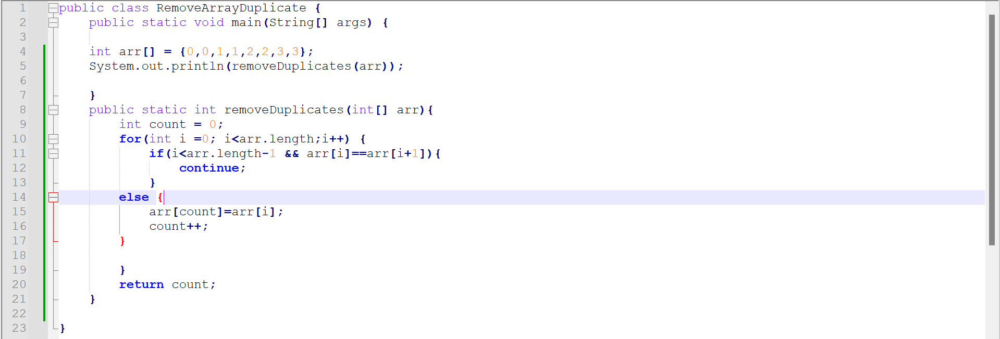 1 public class RemoveArrayDuplicate {
2     public static void main(String[] args) {
3
4     int arr[] = {0,0,1,1,2,2,3,3};
5     System.out.println(removeDuplicates(arr));
6
7     }
8     public static int removeDuplicates(int[] arr){
9         int count = 0;
10         for(int i =0; i<arr.length;i++) {
11             if(i<arr.length-1 && arr[i]==arr[i+1]){
12                 continue;
13             }
14         else {
15             arr[count]=arr[i];
16             count++;
17         }
18
19         }
20         return count;
21     }
22
23 }